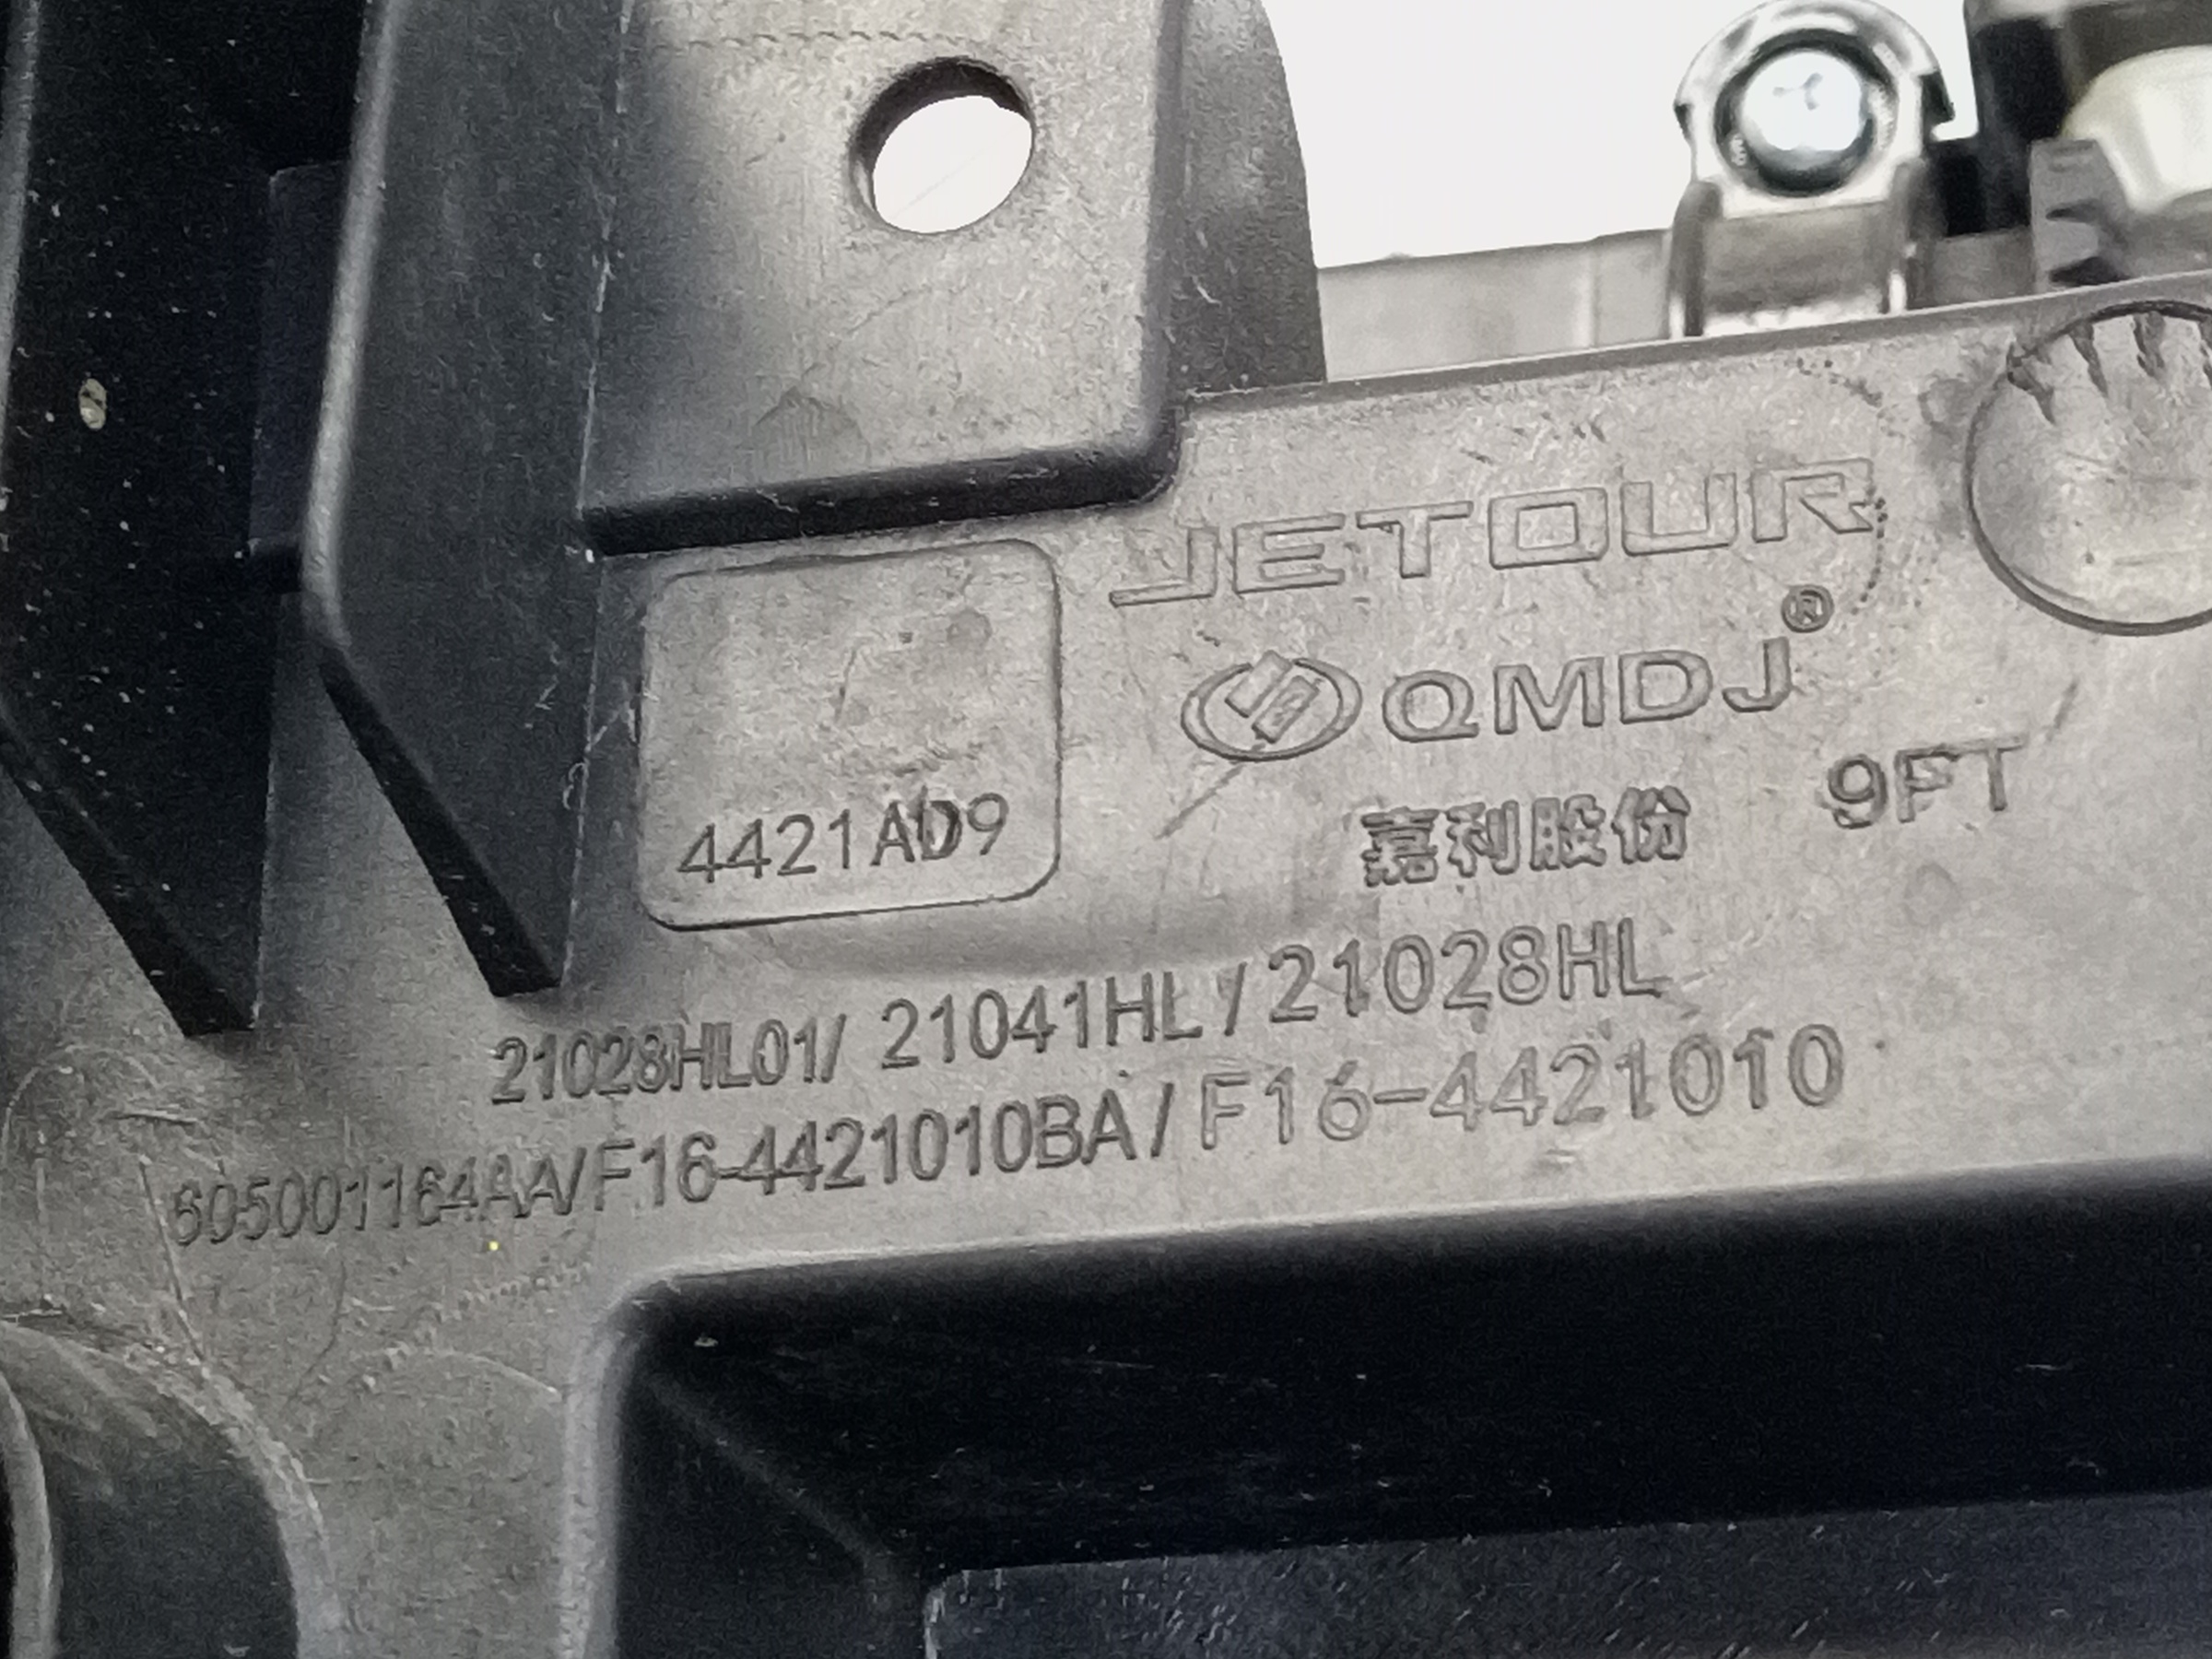 JETOUR
QMDJ®
嘉利股份 9FT
4421AD9
21028HL01/ 21041HL / 21028HL
605001164AA/F16-4421010BA / F16-4421010